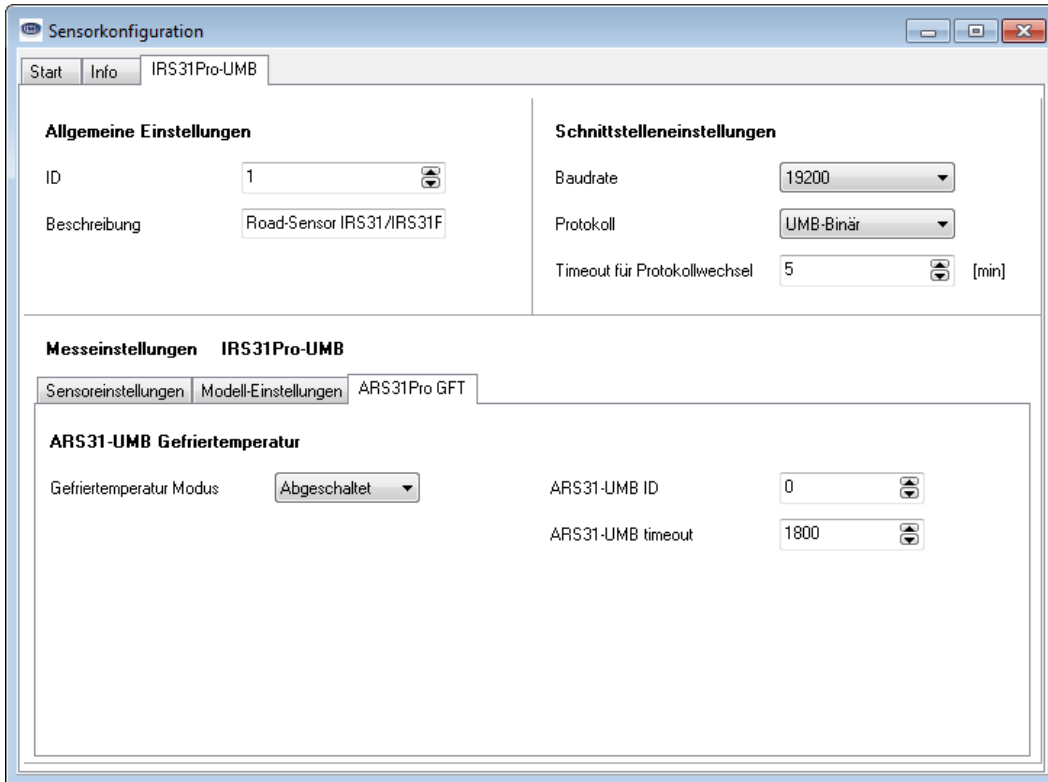 Sensorkonfiguration
Start Info IRS31Pro-UMB
Allgemeine Einstellungen
ID 1
Beschreibung Road-Sensor IRS31/IRS31F
Schnittstelleneinstellungen
Baudrate 19200
Protokoll UMB-Binär
Timeout für Protokollwechsel 5 [min]
Messeinstellungen IRS31Pro-UMB
Sensoreinstellungen Modell-Einstellungen ARS31Pro GFT
ARS31-UMB Gefriertemperatur
Gefriertemperatur Modus Abgeschaltet
ARS31-UMB ID 0
ARS31-UMB timeout 1800